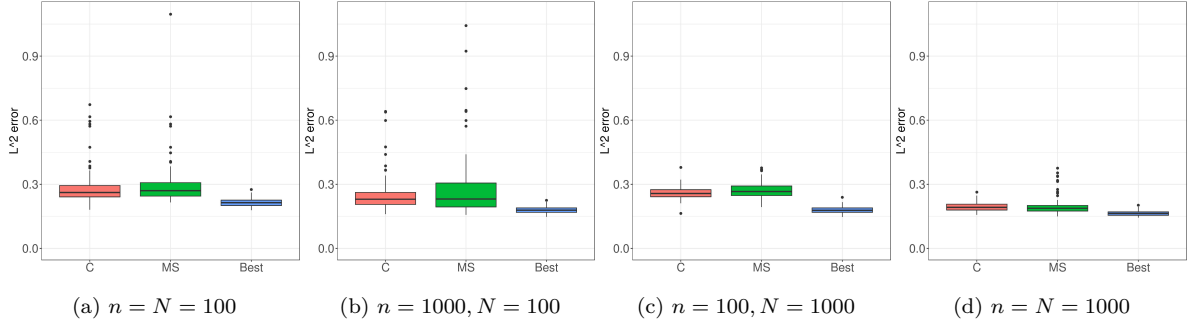 0.9
0.6
0.3
0.0
L^2 error
C MS Best
(a) n = N = 100
0.9
0.6
0.3
0.0
L^2 error
C MS Best
(b) n = 1000, N = 100
0.9
0.6
0.3
0.0
L^2 error
C MS Best
(c) n = 100, N = 1000
0.9
0.6
0.3
0.0
L^2 error
C MS Best
(d) n = N = 1000